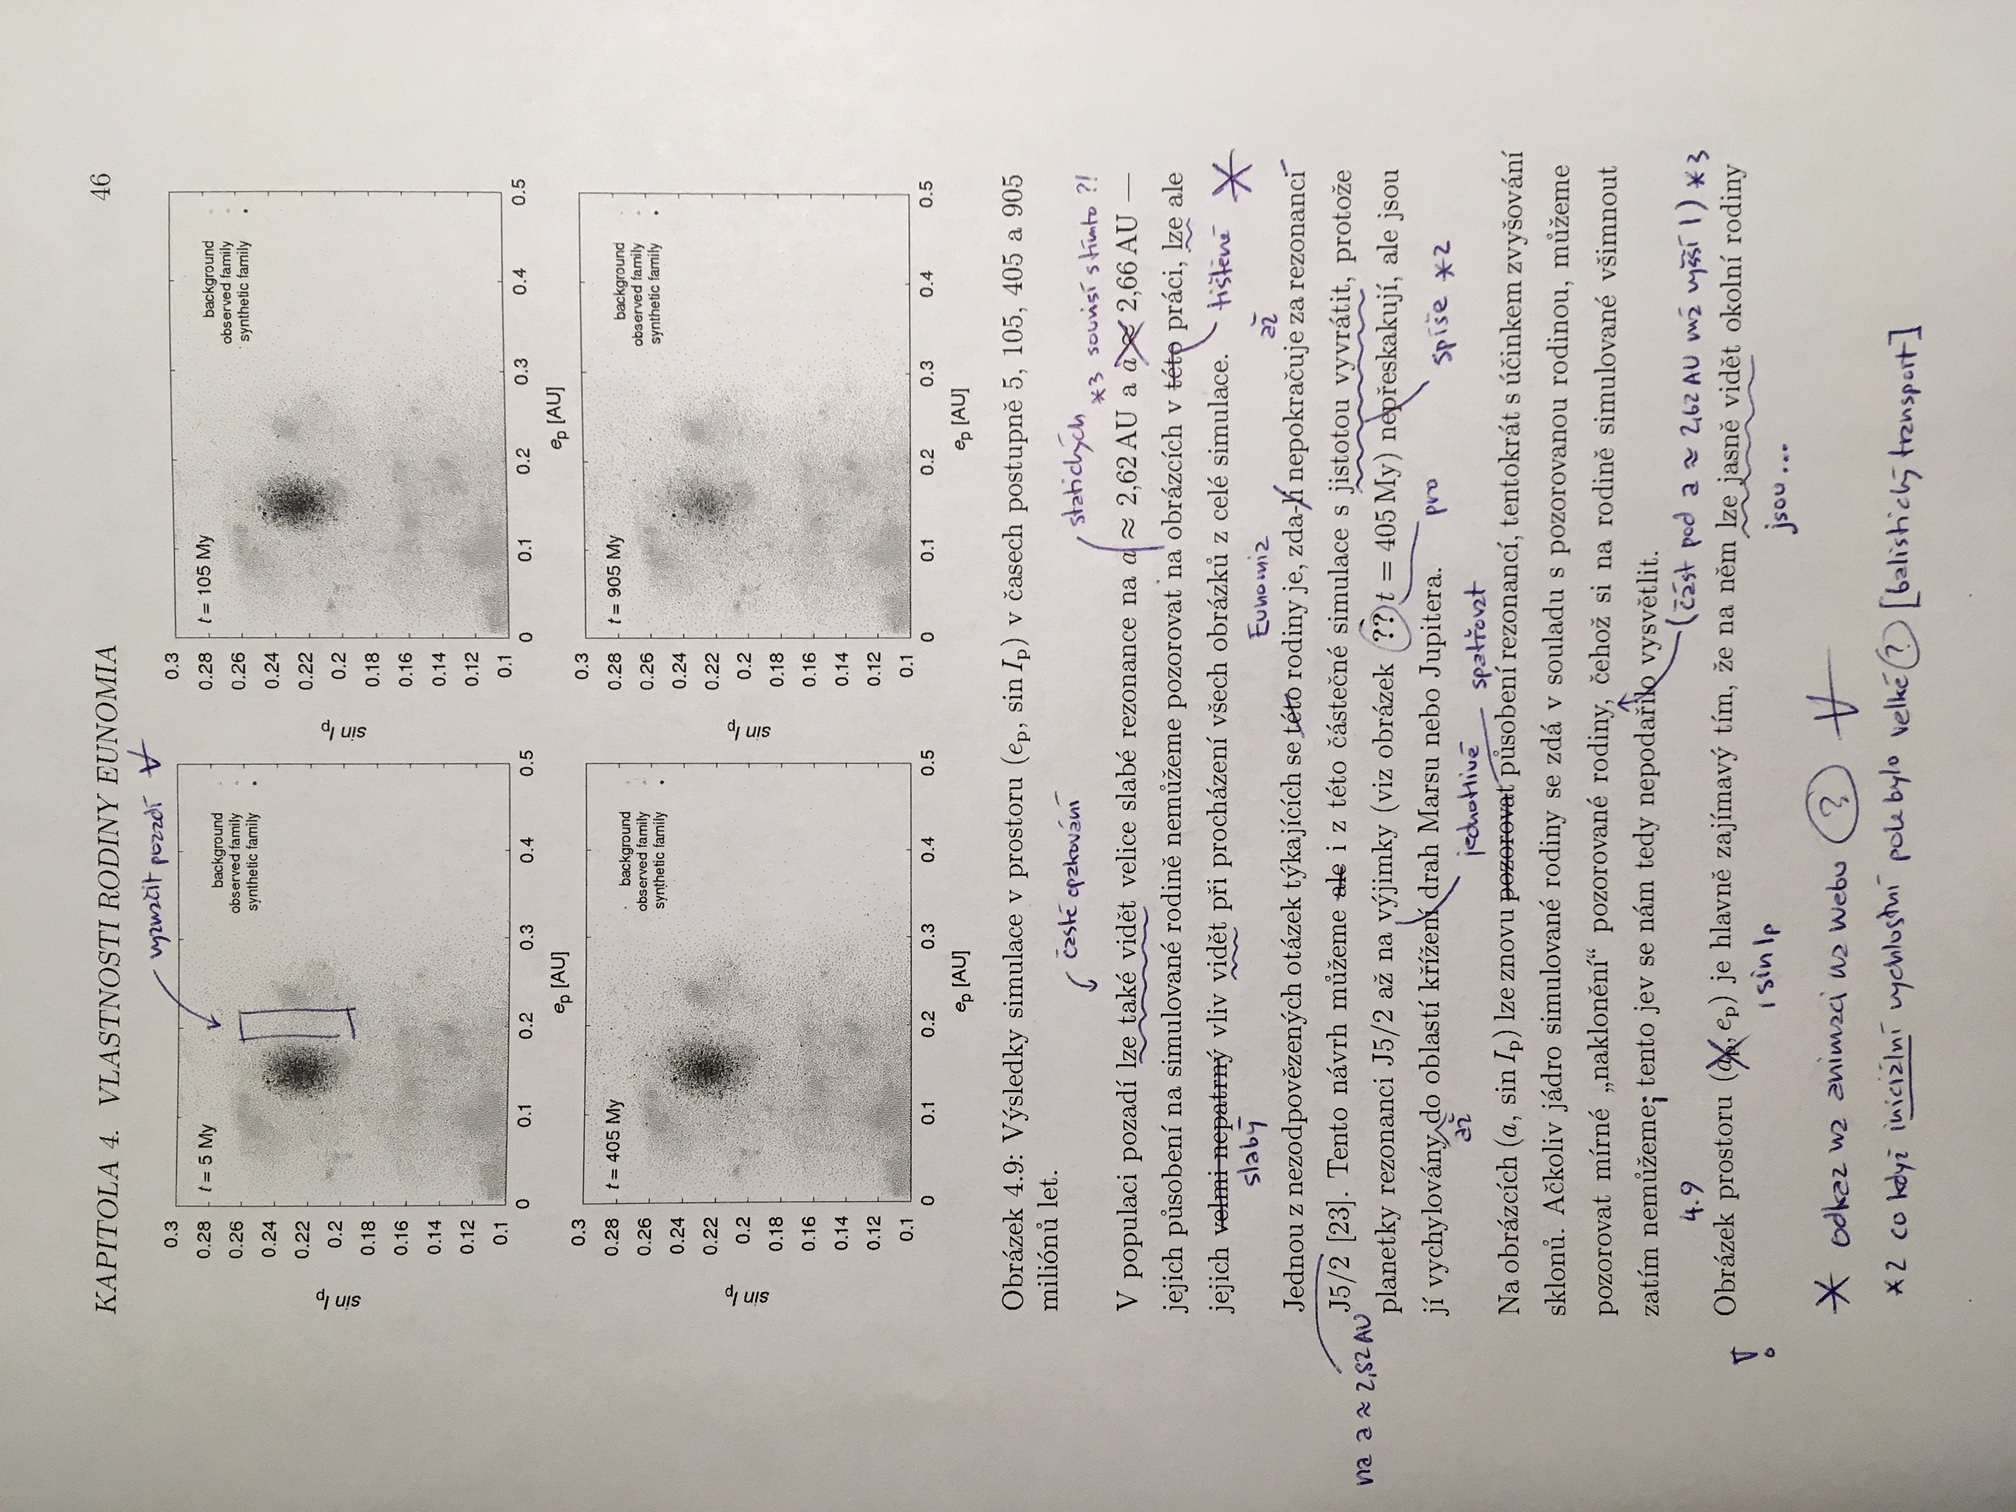 KAPITOLA 4. VLASTNOSTI RODINY EUNOMIA 46
vyznačit pozadí ∀
0.3
0.28
0.26
0.24
0.22
0.2
0.18
0.16
0.14
0.12
0.1
sin Ip
t = 5 My
background
observed family
synthetic family
0 0.1 0.2 0.3 0.4 0.5
ep [AU]
0.3
0.28
0.26
0.24
0.22
0.2
0.18
0.16
0.14
0.12
0.1
sin Ip
t = 105 My
background
observed family
synthetic family
0 0.1 0.2 0.3 0.4 0.5
ep [AU]
0.3
0.28
0.26
0.24
0.22
0.2
0.18
0.16
0.14
0.12
0.1
sin Ip
t = 405 My
background
observed family
synthetic family
0 0.1 0.2 0.3 0.4 0.5
ep [AU]
0.3
0.28
0.26
0.24
0.22
0.2
0.18
0.16
0.14
0.12
0.1
sin Ip
t = 905 My
background
observed family
synthetic family
0 0.1 0.2 0.3 0.4 0.5
ep [AU]
Obrázek 4.9: Výsledky simulace v prostoru (ep, sin Ip) v časech postupně 5, 105, 405 a 905
miliónů let.
časté opakování
statických
*3 souvisí s tímto ?!
V populaci pozadí lze také vidět velice slabé rezonance na a ≈ 2,62 AU a a ≈ 2,66 AU —
jejich působení na simulované rodině nemůžeme pozorovat na obrázcích v této práci, lze ale
jejich velmi nepatrný vliv vidět při procházení všech obrázků z celé simulace.
tištěné *
slabý
Eunomia
až
Jednou z nezodpovězených otázek týkajících se této rodiny je, zda-li nepokračuje za rezonancí
J5/2 [23]. Tento návrh můžeme ale i z této částečné simulace s jistotou vyvrátit, protože
na a ≈ 2,82 AU
planetky rezonanci J5/2 až na výjimky (viz obrázek ?? t = 405 My) nepřeskakují, ale jsou
jí vychylovány do oblastí křížení drah Marsu nebo Jupitera.
pro
spíše *2
až
jednotlivé
spatřovat
Na obrázcích (a, sin Ip) lze znovu pozorovat působení rezonancí, tentokrát s účinkem zvyšování
sklonů. Ačkoliv jádro simulované rodiny se zdá v souladu s pozorovanou rodinou, můžeme
pozorovat mírné „naklonění“ pozorované rodiny, čehož si na rodině simulované všimnout
zatím nemůžeme; tento jev se nám tedy nepodařilo vysvětlit.
(část pod a ≈ 2,62 AU má vyšší I) *3
4.9
Obrázek prostoru (ap, ep) je hlavně zajímavý tím, že na něm lze jasně vidět okolní rodiny
!
, sin Ip
jsou ...
* odkaz na animaci na webu ? ∀
*2 co když iniciální rychlostní pole bylo velké ? [balistický transport]